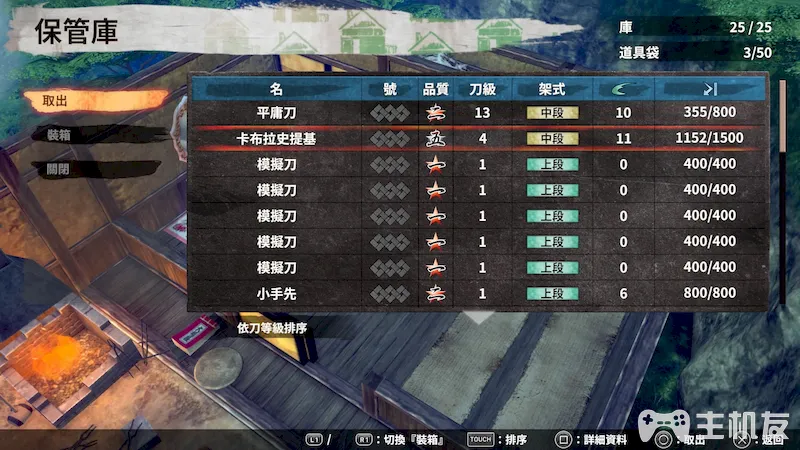 保管庫
庫 25/25
道具袋 3/50
取出
裝箱
關閉
名 號 品質 刀級 架式
平庸刀 13 中段 10 355/800
卡布拉史提基 五 4 中段 11 1152/1500
模擬刀 1 上段 0 400/400
模擬刀 1 上段 0 400/400
模擬刀 1 上段 0 400/400
模擬刀 1 上段 0 400/400
模擬刀 1 上段 0 400/400
小手先 1 上段 6 800/800
依刀等級排序
L1 / R1 : 切換『裝箱』 TOUCH : 排序 : 詳細資料 : 取出 : 返回
主机友